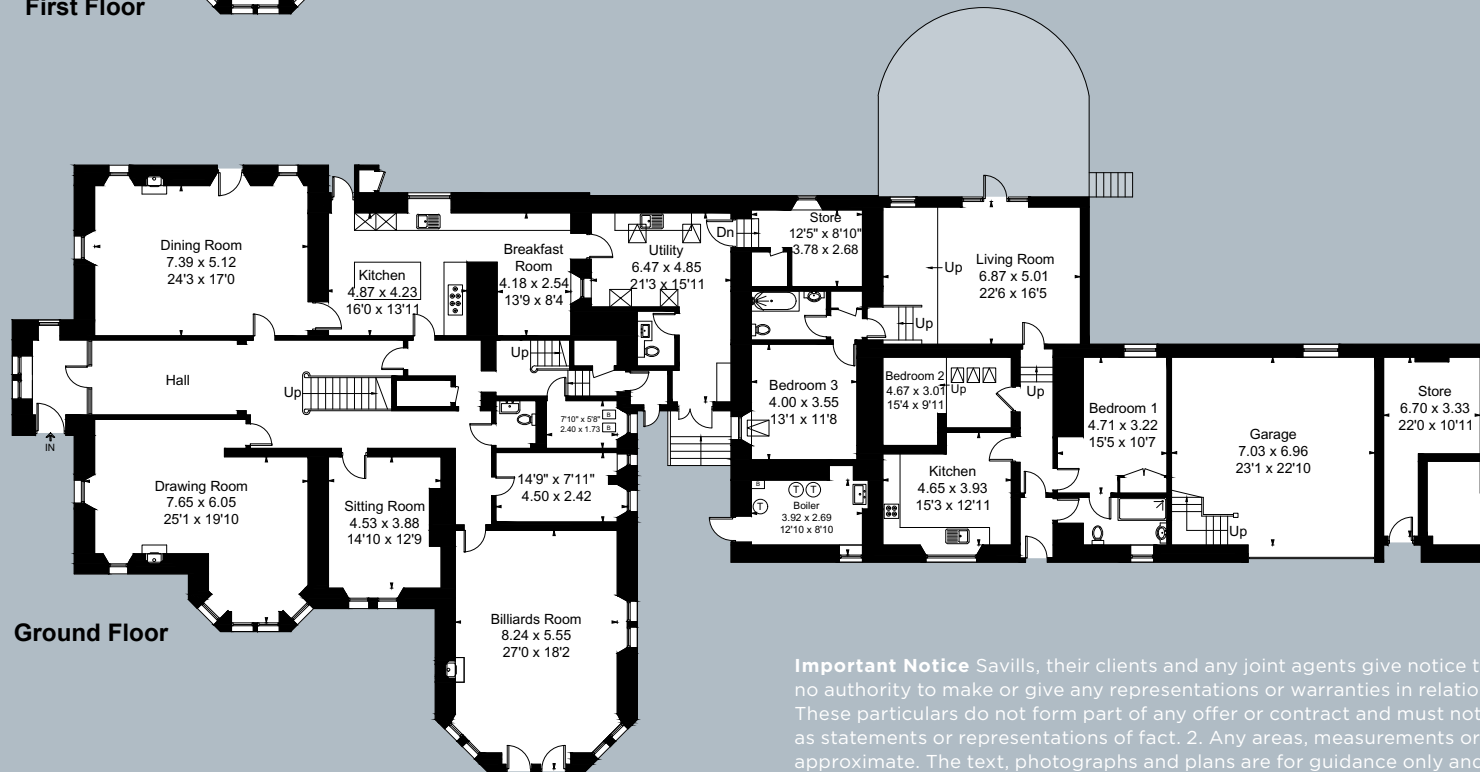 First Floor
Dining Room
7.39 x 5.12
24'3 x 17'0
Kitchen
4.87 x 4.23
16'0 x 13'11
Breakfast
Room
4.18 x 2.54
13'9 x 8'4
Utility
6.47 x 4.85
21'3 x 15'11
Dn
Store
12'5" x 8'10"
3.78 x 2.68
Up
Living Room
6.87 x 5.01
22'6 x 16'5
Up
Hall
Up
Up
IN
7'10" x 5'8"
2.40 x 1.73
B
B
Bedroom 3
4.00 x 3.55
13'1 x 11'8
Bedroom 2
4.67 x 3.01
15'4 x 9'11
Up
Up
Bedroom 1
4.71 x 3.22
15'5 x 10'7
Garage
7.03 x 6.96
23'1 x 22'10
Up
Store
6.70 x 3.33
22'0 x 10'11
Drawing Room
7.65 x 6.05
25'1 x 19'10
Sitting Room
4.53 x 3.88
14'10 x 12'9
14'9" x 7'11"
4.50 x 2.42
B
T
T T
Boiler
3.92 x 2.69
12'10 x 8'10
Kitchen
4.65 x 3.93
15'3 x 12'11
Billiards Room
8.24 x 5.55
27'0 x 18'2
Ground Floor
Important Notice Savills, their clients and any joint agents give notice t
no authority to make or give any representations or warranties in relatio
These particulars do not form part of any offer or contract and must not
as statements or representations of fact. 2. Any areas, measurements or
approximate. The text, photographs and plans are for guidance only and